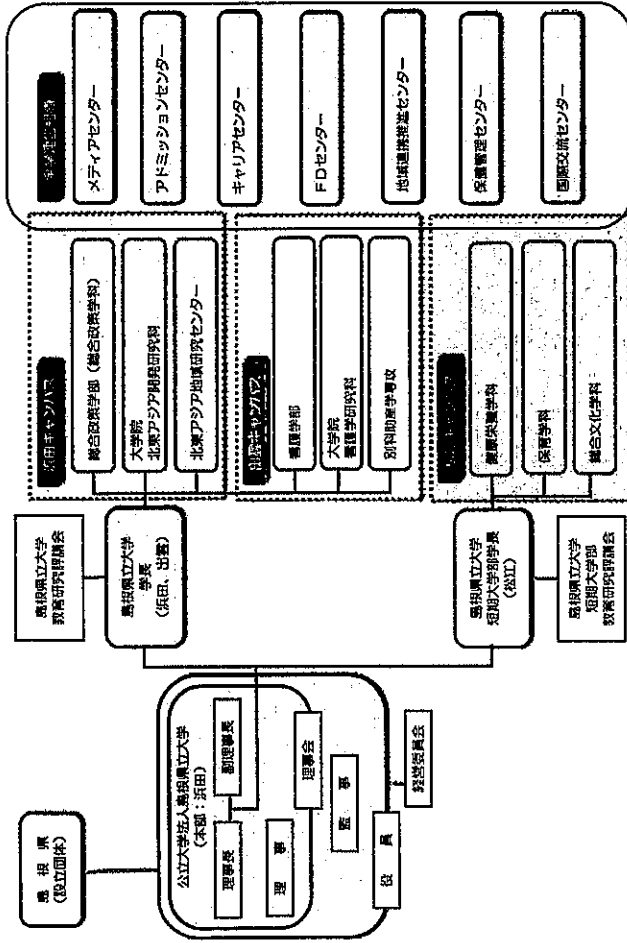 島根県
(設立団体)
公立大学法人島根県立大学
(本部:浜田)
理事長
副理事長
理事
理事会
監事
役員
経営委員会
島根県立大学
教育研究評議会
島根県立大学
学長
(浜田、出雲)
島根県立大学
短期大学部学長
(松江)
島根県立大学
短期大学部
教育研究評議会
浜田キャンパス
総合政策学部(総合政策学科)
大学院
北東アジア開発研究科
北東アジア地域研究センター
出雲キャンパス
看護学部
大学院
看護学研究科
別科助産学専攻
健康栄養学科
保育学科
総合文化学科
メディアセンター
アドミッションセンター
キャリアセンター
FDセンター
地域連携推進センター
保健管理センター
国際交流センター